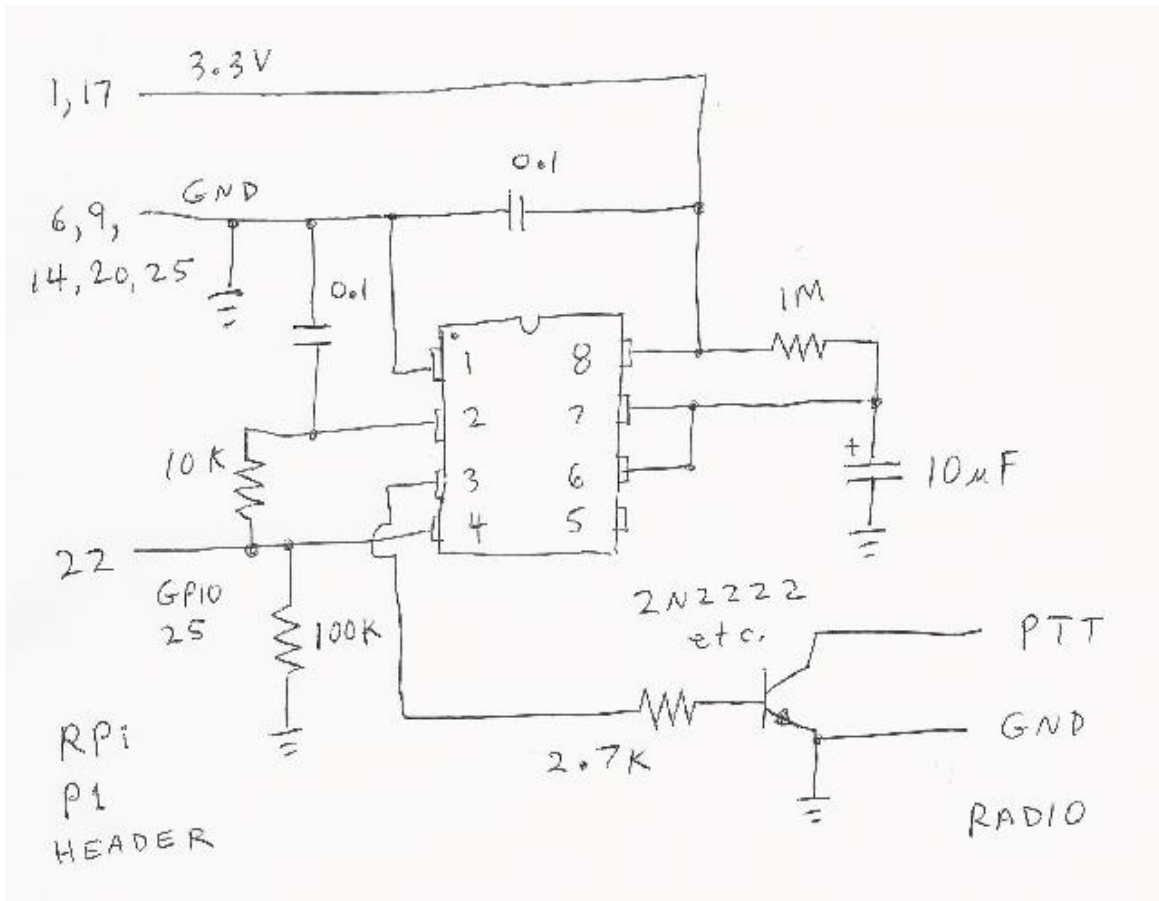 1,17
3.3V
GND
6,9,
14,20,25
0.1
0.1
1M
1
8
2
7
3
6
4
5
10K
10µF
22
GPIO
25
100K
2N2222
etc.
PTT
GND
2.7K
RPi
P1
HEADER
RADIO
+